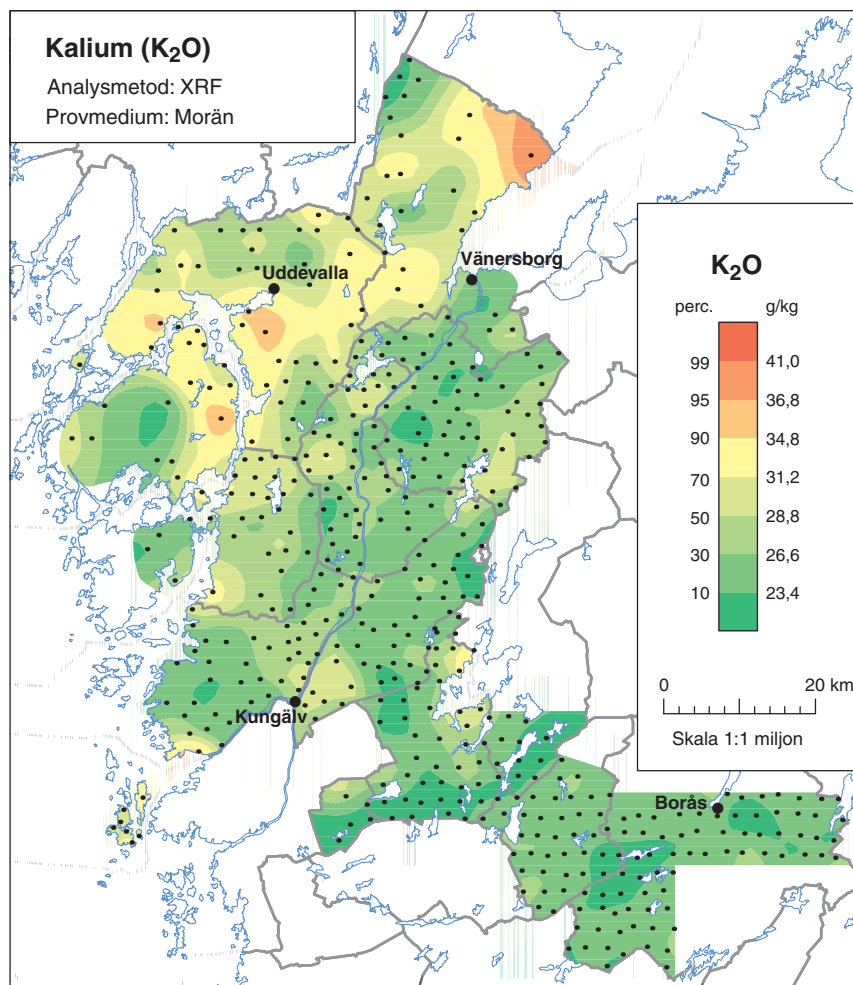 Kalium (K₂O)
Analysmetod: XRF
Provmedium: Morän
Vänersborg
Uddevalla
K₂O
perc. g/kg
99 41,0
95 36,8
90 34,8
70 31,2
50 28,8
30 26,6
10 23,4
0 20 km
Skala 1:1 miljon
Kungälv
Borås